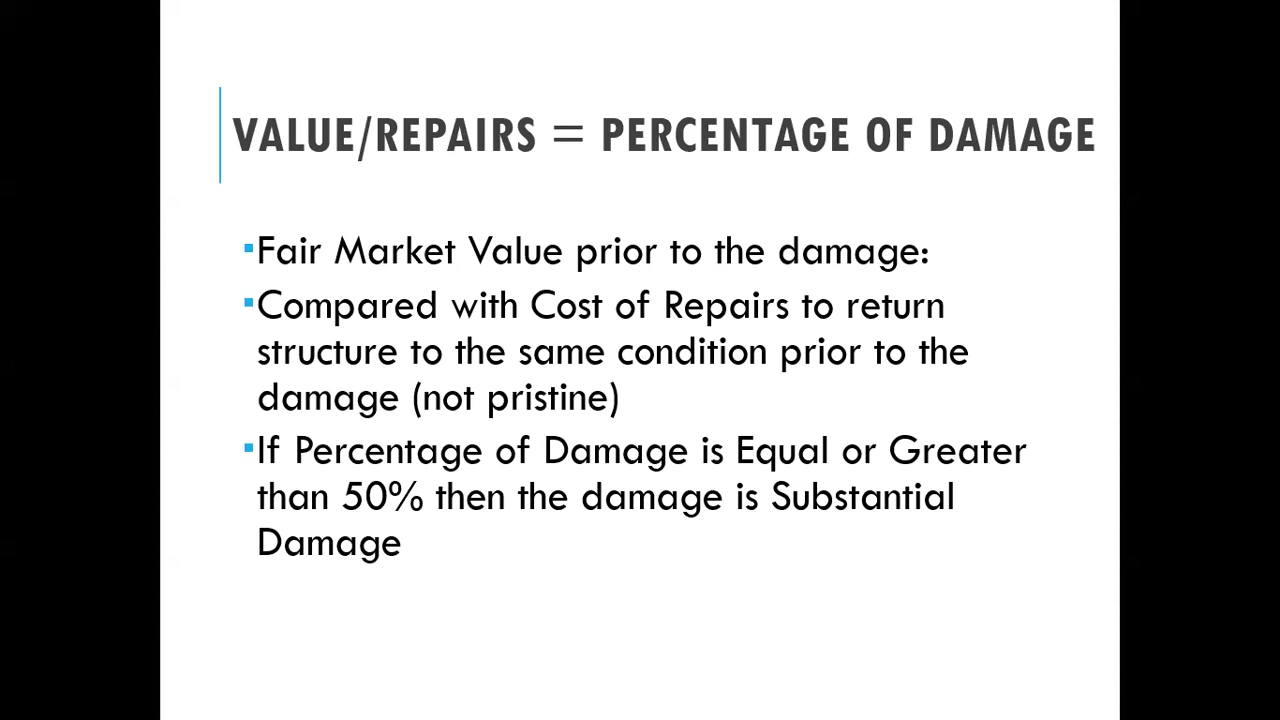 VALUE/REPAIRS = PERCENTAGE OF DAMAGE
▪Fair Market Value prior to the damage:
▪Compared with Cost of Repairs to return
structure to the same condition prior to the
damage (not pristine)
▪If Percentage of Damage is Equal or Greater
than 50% then the damage is Substantial
Damage